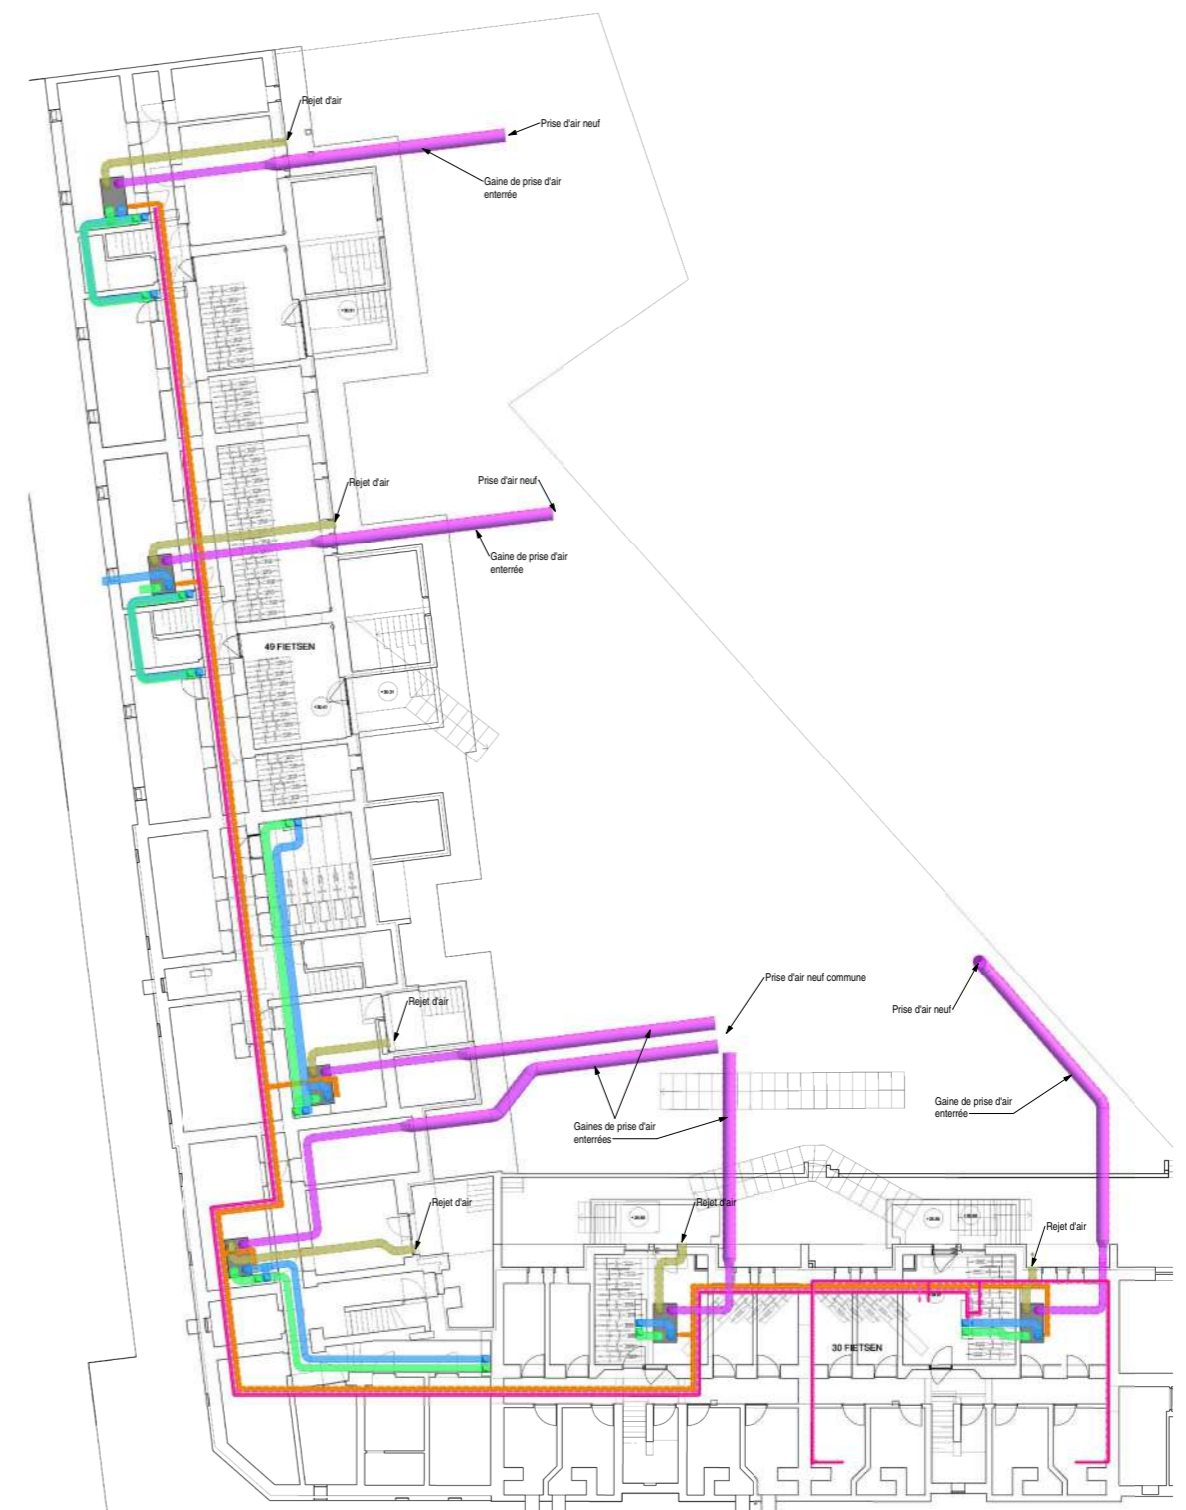 Rejet d'air
Prise d'air neuf
Gaine de prise d'air
enterrée
Rejet d'air
Prise d'air neuf
Gaine de prise d'air
enterrée
49 FIETSEN
Prise d'air neuf commune
Rejet d'air
Prise d'air neuf
Gaine de prise d'air
enterrée
Gaines de prise d'air
enterrées
Rejet d'air
Rejet d'air
Rejet d'air
30 FIETSEN